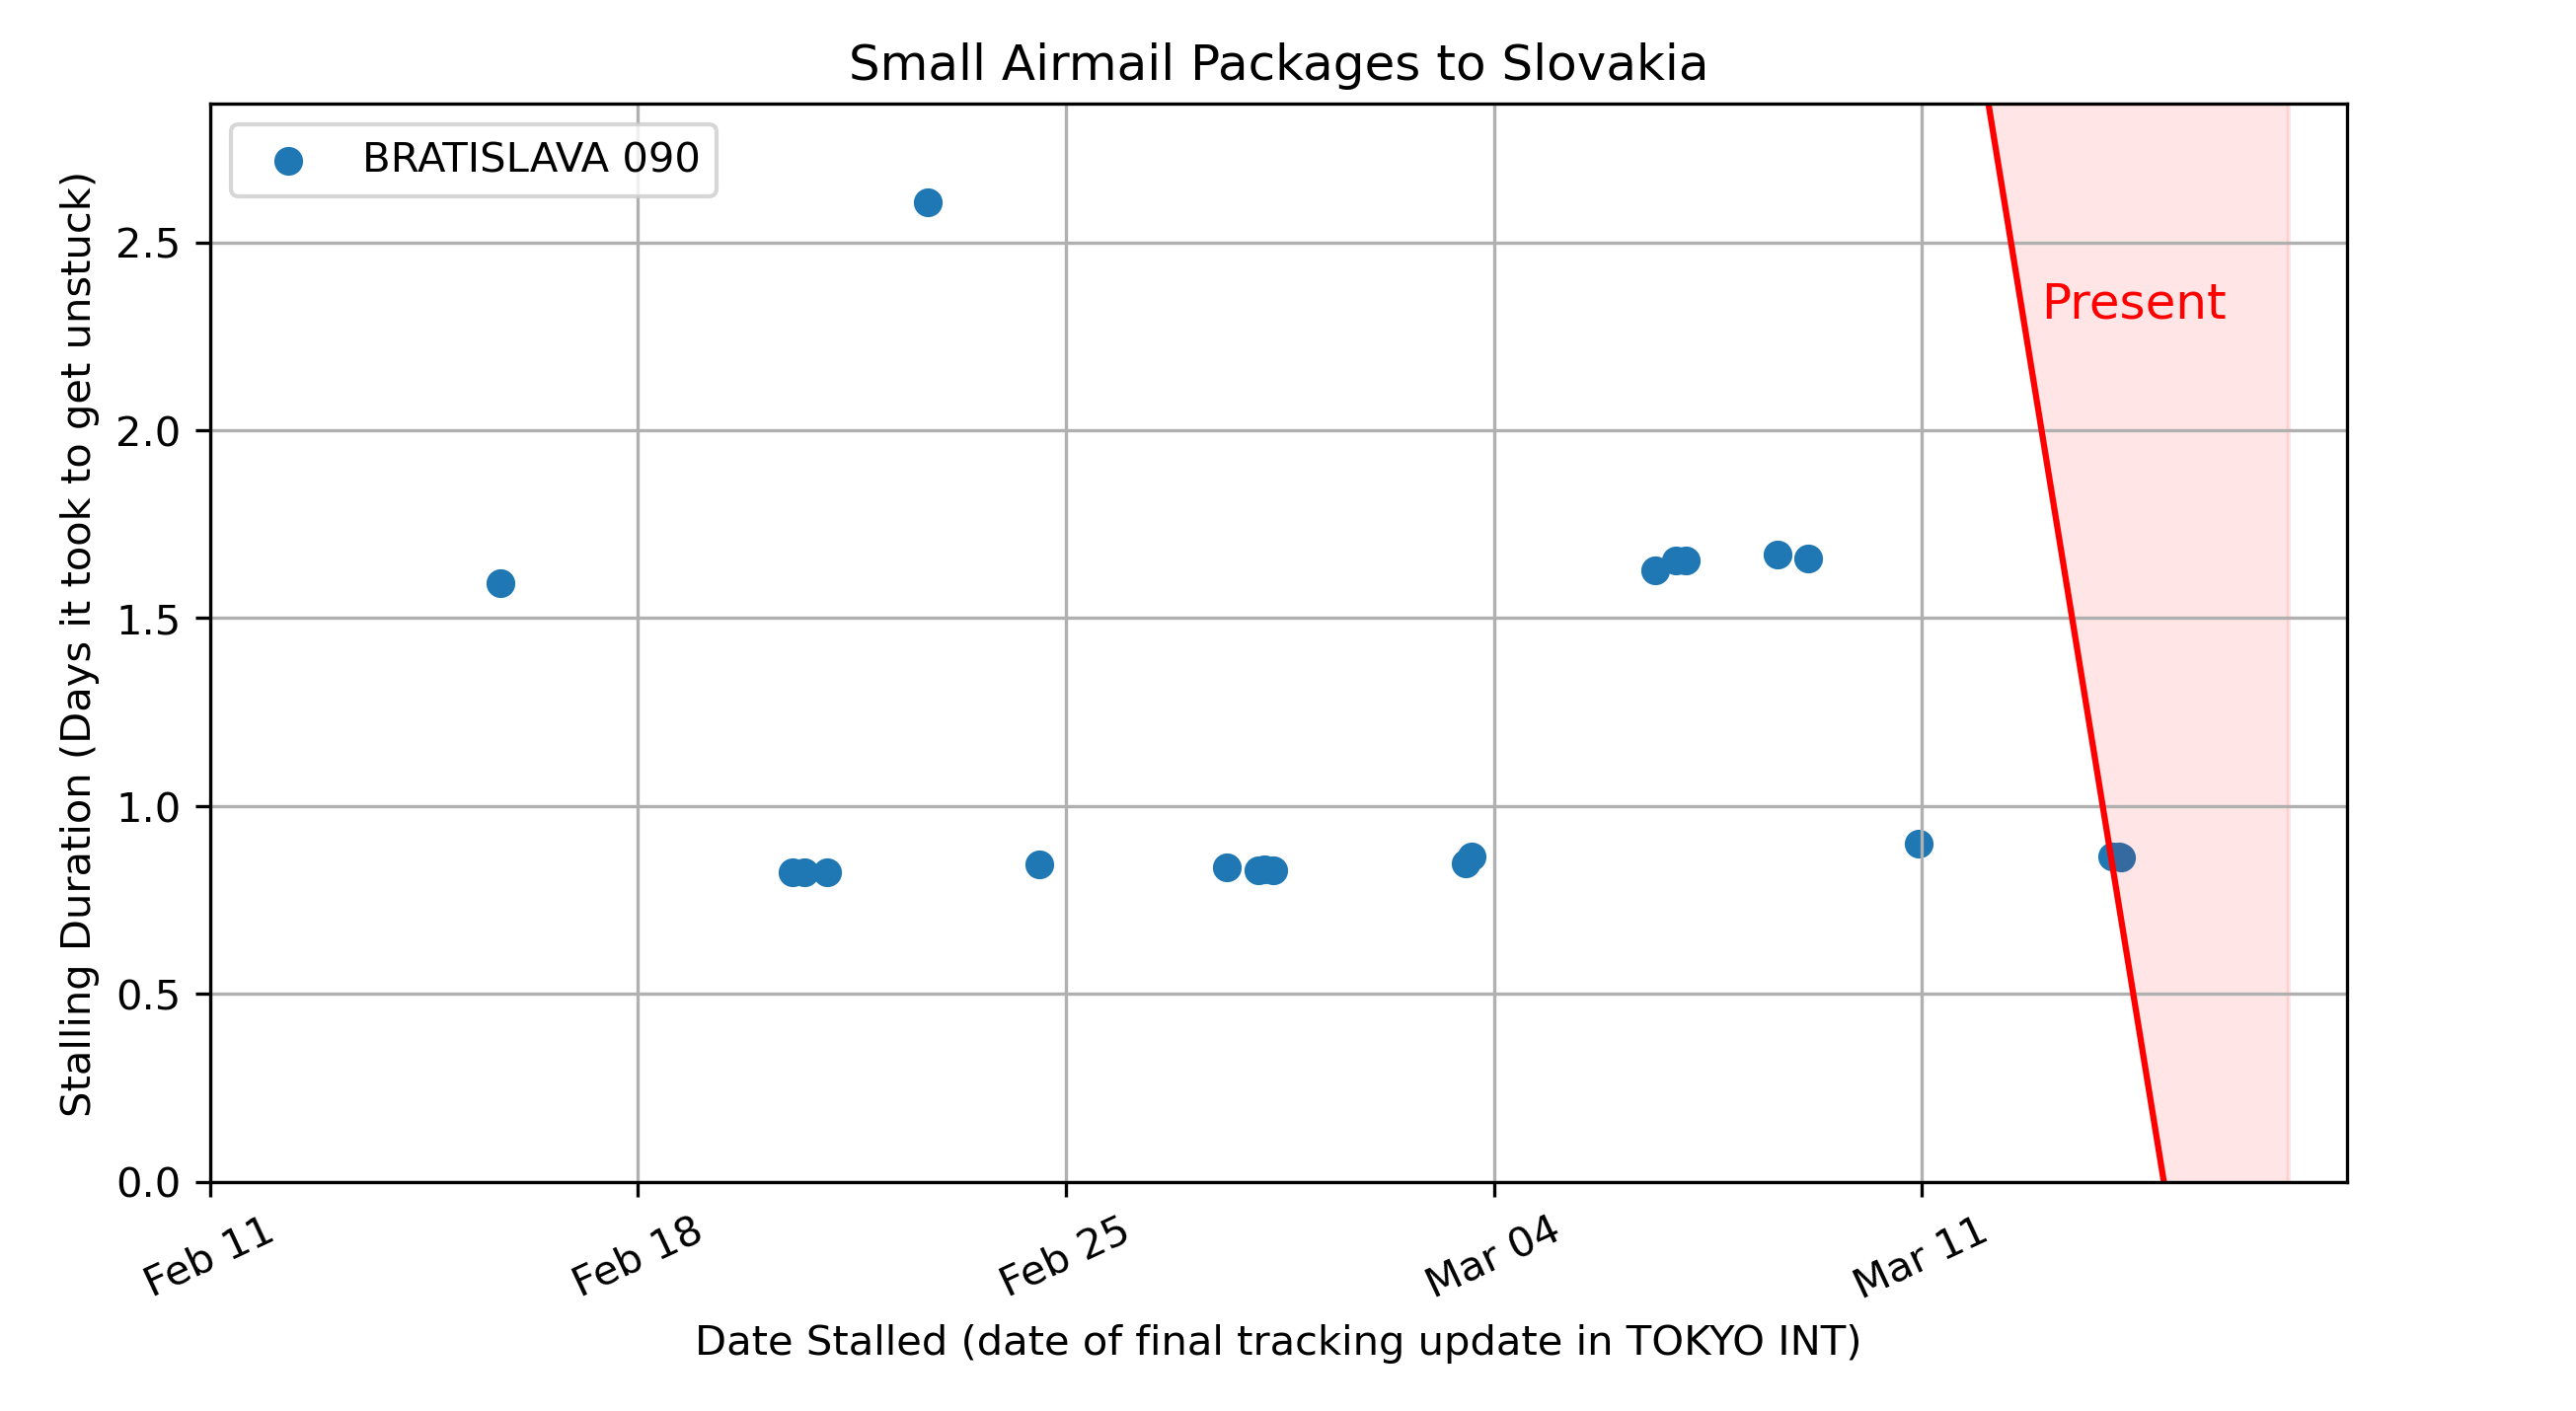 Small Airmail Packages to Slovakia
BRATISLAVA 090
Present
Stalling Duration (Days it took to get unstuck)
2.5
2.0
1.5
1.0
0.5
0.0
Feb 11
Feb 18
Feb 25
Mar 04
Mar 11
Date Stalled (date of final tracking update in TOKYO INT)